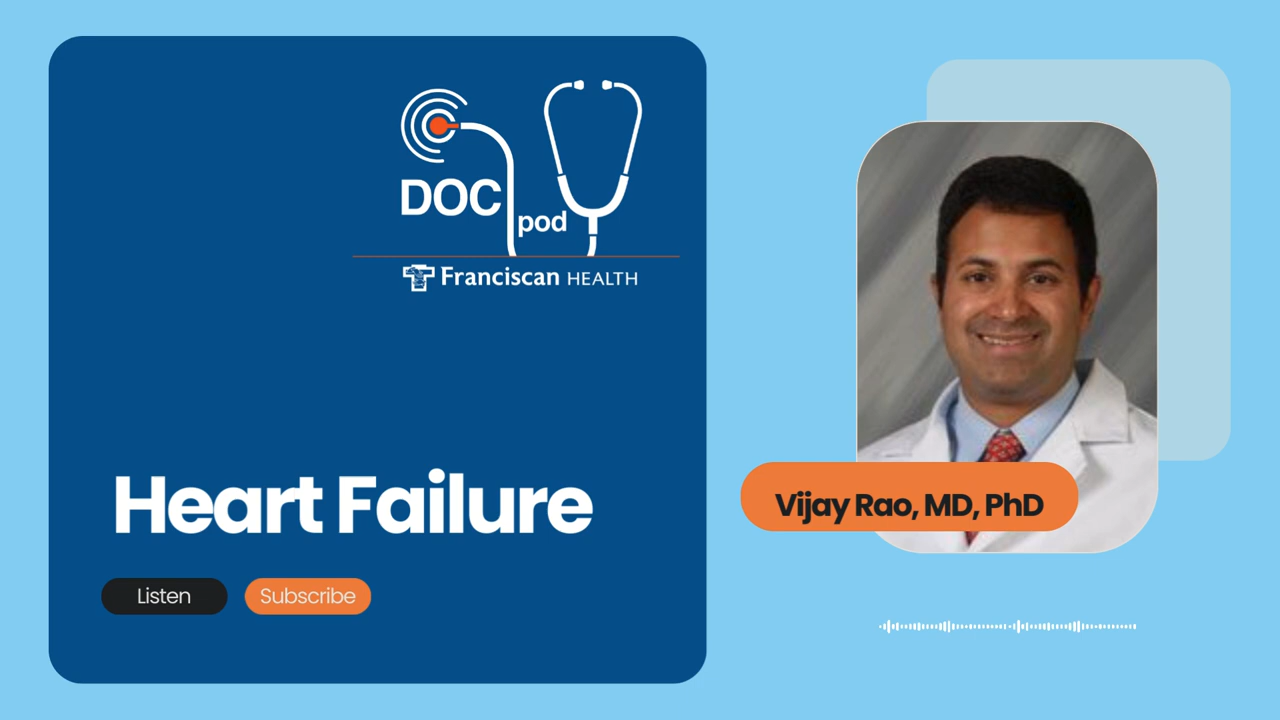 DOC
pod
Franciscan HEALTH
Heart Failure
Listen
Subscribe
Vijay Rao, MD, PhD